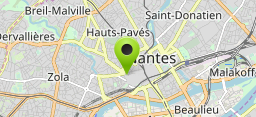 Breil-Malville
Saint-Donatien
Hauts-Pavés
Dervallières
antes
Zola
Malakoff
Beaulieu